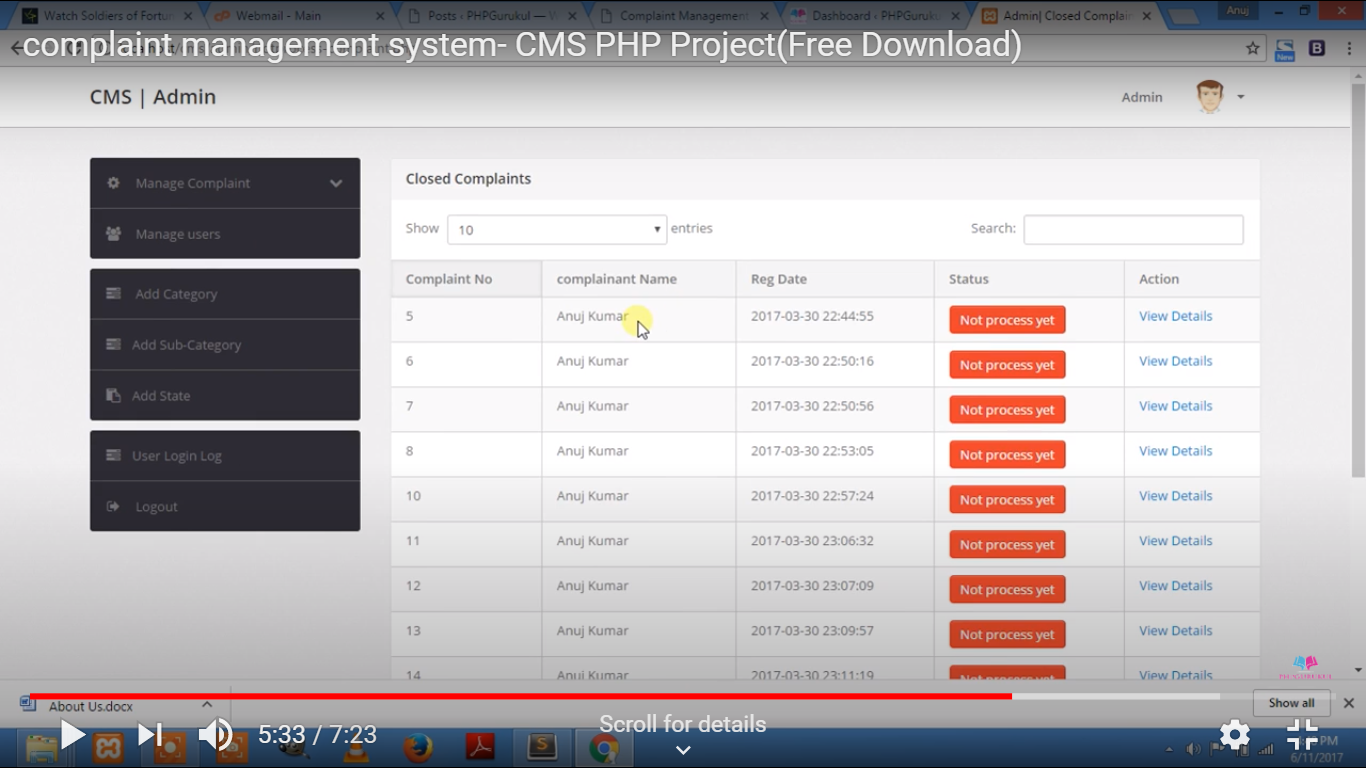 Watch Soldiers of Fortun
Webmail - Main
Posts ‹ PHPGurukul —
Complaint Management
Dashboard ‹ PHPGuruku
Admin| Closed Complain
Anuj
complaint management system- CMS PHP Project(Free Download)
New
CMS | Admin
Admin
Manage Complaint
Manage users
Add Category
Add Sub-Category
Add State
User Login Log
Logout
Closed Complaints
Show 10 entries
Search:
Complaint No complainant Name Reg Date Status Action
5 Anuj Kumar 2017-03-30 22:44:55 Not process yet View Details
6 Anuj Kumar 2017-03-30 22:50:16 Not process yet View Details
7 Anuj Kumar 2017-03-30 22:50:56 Not process yet View Details
8 Anuj Kumar 2017-03-30 22:53:05 Not process yet View Details
10 Anuj Kumar 2017-03-30 22:57:24 Not process yet View Details
11 Anuj Kumar 2017-03-30 23:06:32 Not process yet View Details
12 Anuj Kumar 2017-03-30 23:07:09 Not process yet View Details
13 Anuj Kumar 2017-03-30 23:09:57 Not process yet View Details
14 Anuj Kumar 2017-03-30 23:11:19 Not process yet View Details
PHPGURUKUL
About Us.docx
Show all
5:33 / 7:23
Scroll for details
PM
6/11/2017